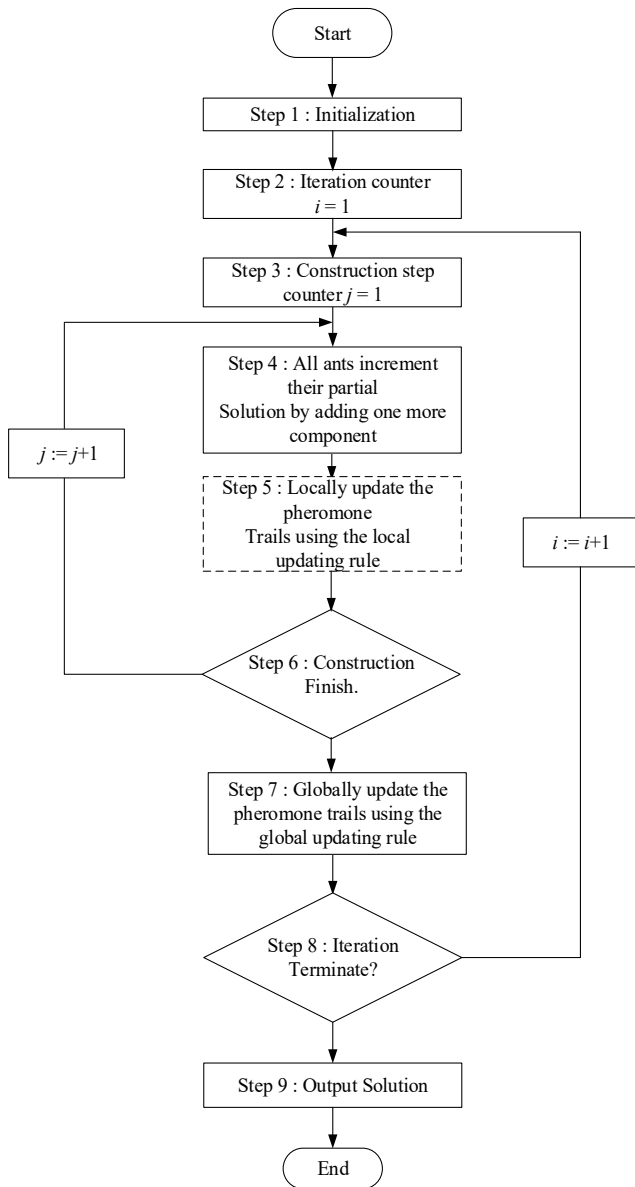 Start
Step 1 : Initialization
Step 2 : Iteration counter
i = 1
Step 3 : Construction step
counter j = 1
Step 4 : All ants increment
their partial
Solution by adding one more
component
j := j+1
Step 5 : Locally update the
pheromone
Trails using the local
updating rule
i := i+1
Step 6 : Construction
Finish.
Step 7 : Globally update the
pheromone trails using the
global updating rule
Step 8 : Iteration
Terminate?
Step 9 : Output Solution
End